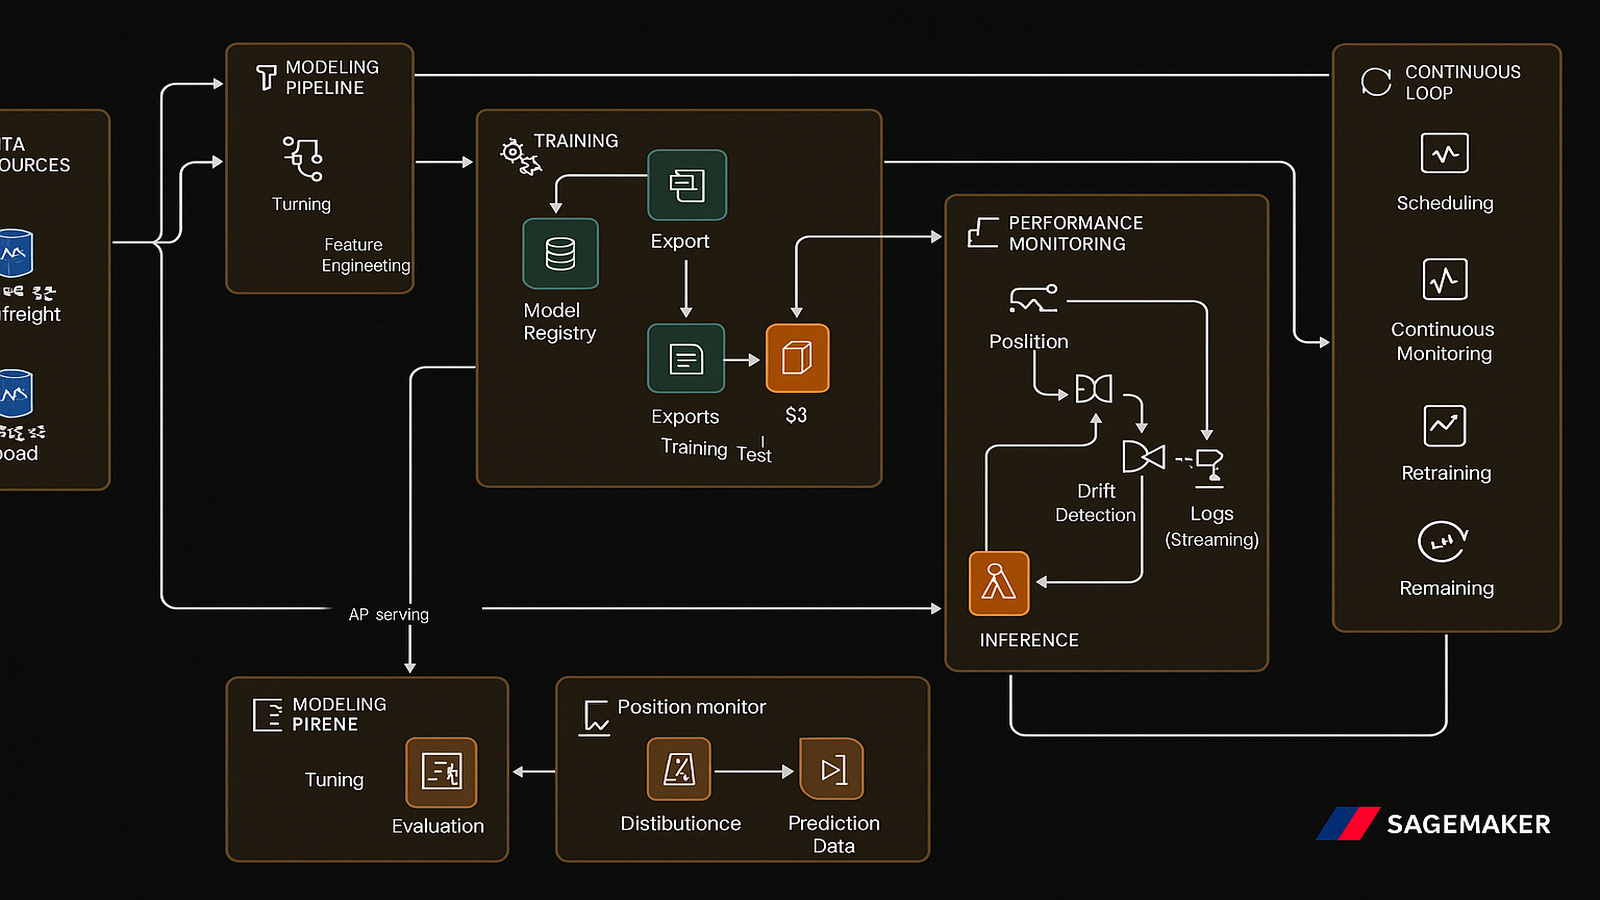 TA
OURCES
freight
oad
MODELING
PIPELINE
Turning
Feature
Engineeting
TRAINING
Export
Model
Registry
Exports
$3
Training Test
AP serving
PERFORMANCE
MONITORING
Poslition
Drift
Detection
Logs
(Streaming)
INFERENCE
CONTINUOUS
LOOP
Scheduling
Continuous
Monitoring
Retraining
Remaining
MODELING
PIRENE
Tuning
Evaluation
Position monitor
Distibutionce
Prediction
Data
SAGEMAKER